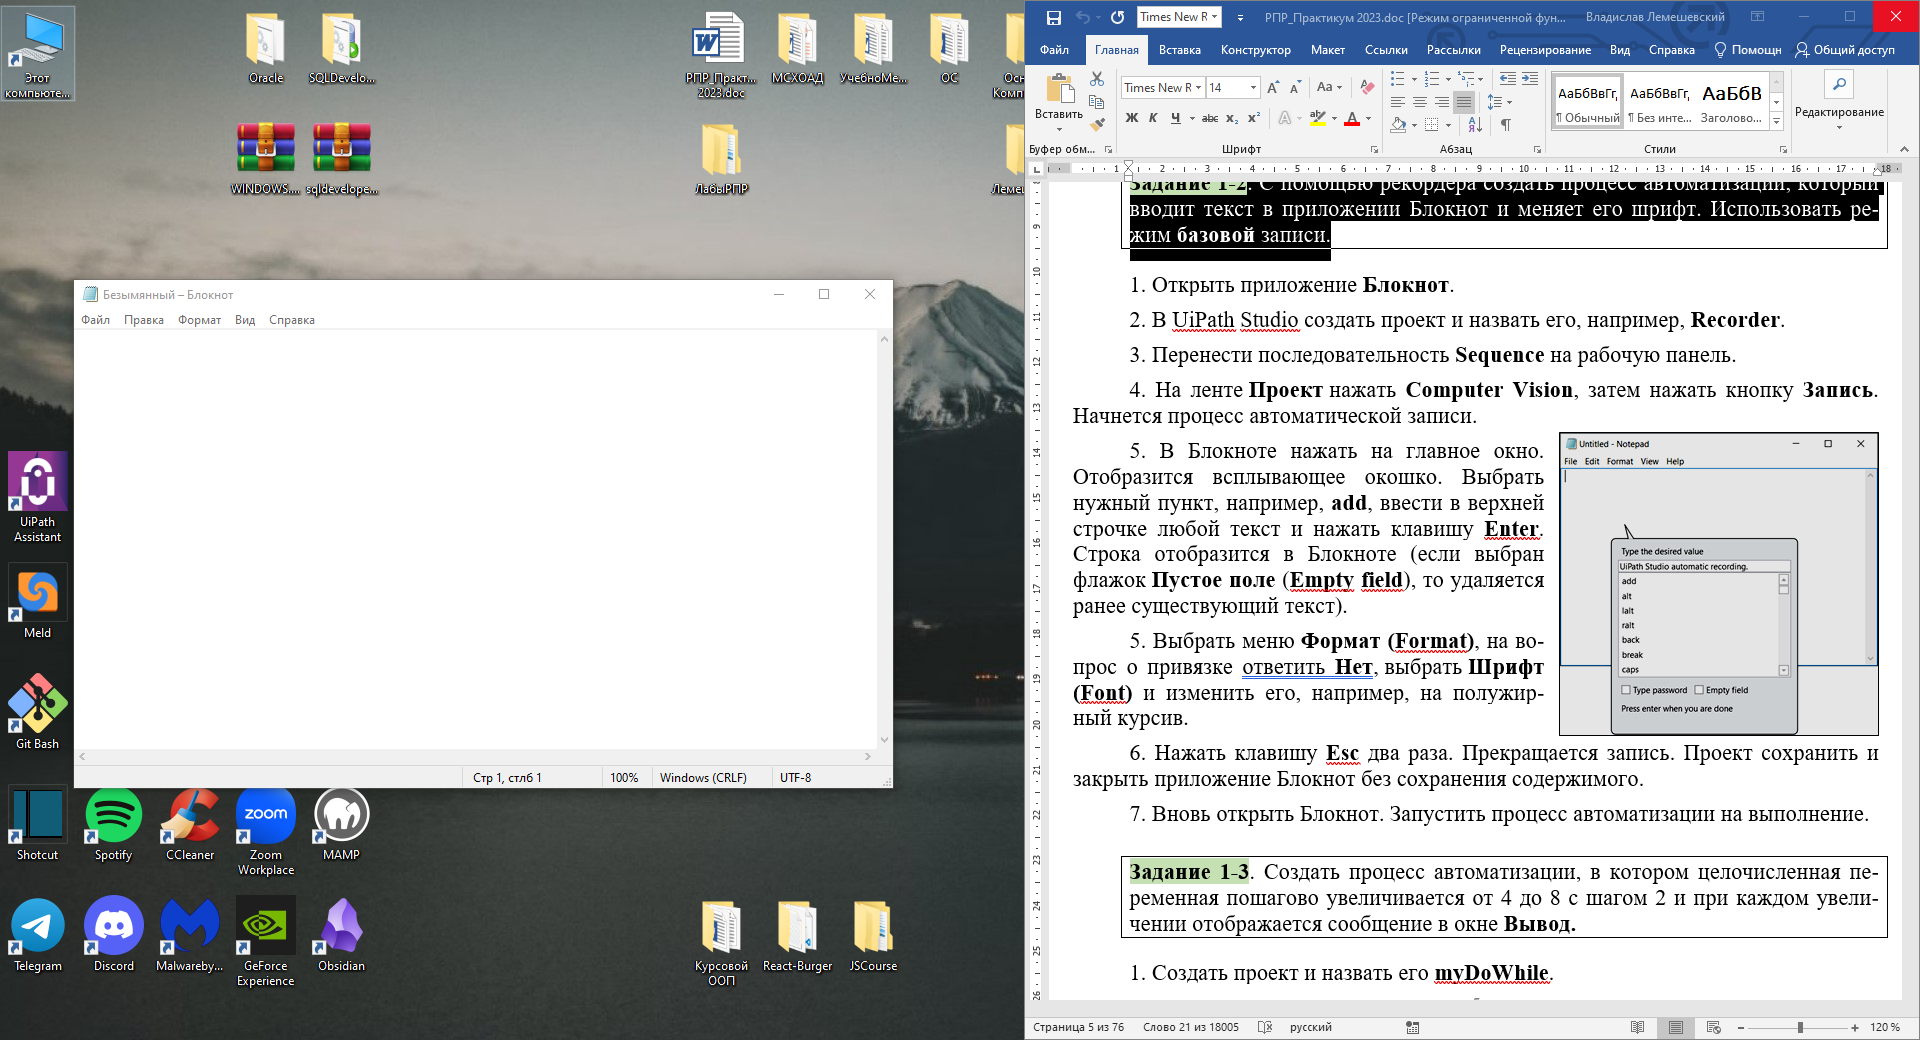 Этот
компьюте...
Oracle
SQLDevelo...
РПР_Практ...
2023.doc
МСХОАД
УчебноМе...
ОС
WINDOWS....
sqldevelope...
ЛабыРПР
Безымянный – Блокнот
Файл Правка Формат Вид Справка
Стр 1, стлб 1 100% Windows (CRLF) UTF-8
UiPath
Assistant
Meld
Git Bash
Shotcut
Spotify
CCleaner
Zoom
Workplace
MAMP
Telegram
Discord
Malwareby...
GeForce
Experience
Obsidian
Курсовой
ООП
React-Burger
JSCourse
Times New R
РПР_Практикум 2023.doc [Режим ограниченной фун...
Владислав Лемешевский
Файл Главная Вставка Конструктор Макет Ссылки Рассылки Рецензирование Вид Справка Помощн Общий доступ
Вставить
Буфер обм...
Times New R 14
Ж К Ч abc x₂ x²
Шрифт
Абзац
АаБбВвГг,
¶ Обычный
АаБбВвГг,
¶ Без инте...
АаБбВ
Заголово...
Стили
Редактирование
Задание 1-2. С помощью рекордера создать процесс автоматизации, который
вводит текст в приложении Блокнот и меняет его шрифт. Использовать ре-
жим базовой записи.
1. Открыть приложение Блокнот.
2. В UiPath Studio создать проект и назвать его, например, Recorder.
3. Перенести последовательность Sequence на рабочую панель.
4. На ленте Проект нажать Computer Vision, затем нажать кнопку Запись.
Начнется процесс автоматической записи.
5. В Блокноте нажать на главное окно.
Отобразится всплывающее окошко. Выбрать
нужный пункт, например, add, ввести в верхней
строчке любой текст и нажать клавишу Enter.
Строка отобразится в Блокноте (если выбран
флажок Пустое поле (Empty field), то удаляется
ранее существующий текст).
5. Выбрать меню Формат (Format), на во-
прос о привязке ответить Нет, выбрать Шрифт
(Font) и изменить его, например, на полужир-
ный курсив.
Untitled - Notepad
File Edit Format View Help
Type the desired value
UiPath Studio automatic recording.
add
alt
lalt
ralt
back
break
caps
Type password Empty field
Press enter when you are done
6. Нажать клавишу Esc два раза. Прекращается запись. Проект сохранить и
закрыть приложение Блокнот без сохранения содержимого.
7. Вновь открыть Блокнот. Запустить процесс автоматизации на выполнение.
Задание 1-3. Создать процесс автоматизации, в котором целочисленная пе-
ременная пошагово увеличивается от 4 до 8 с шагом 2 и при каждом увели-
чении отображается сообщение в окне Вывод.
1. Создать проект и назвать его myDoWhile.
Страница 5 из 76 Слово 21 из 18005 русский 120 %